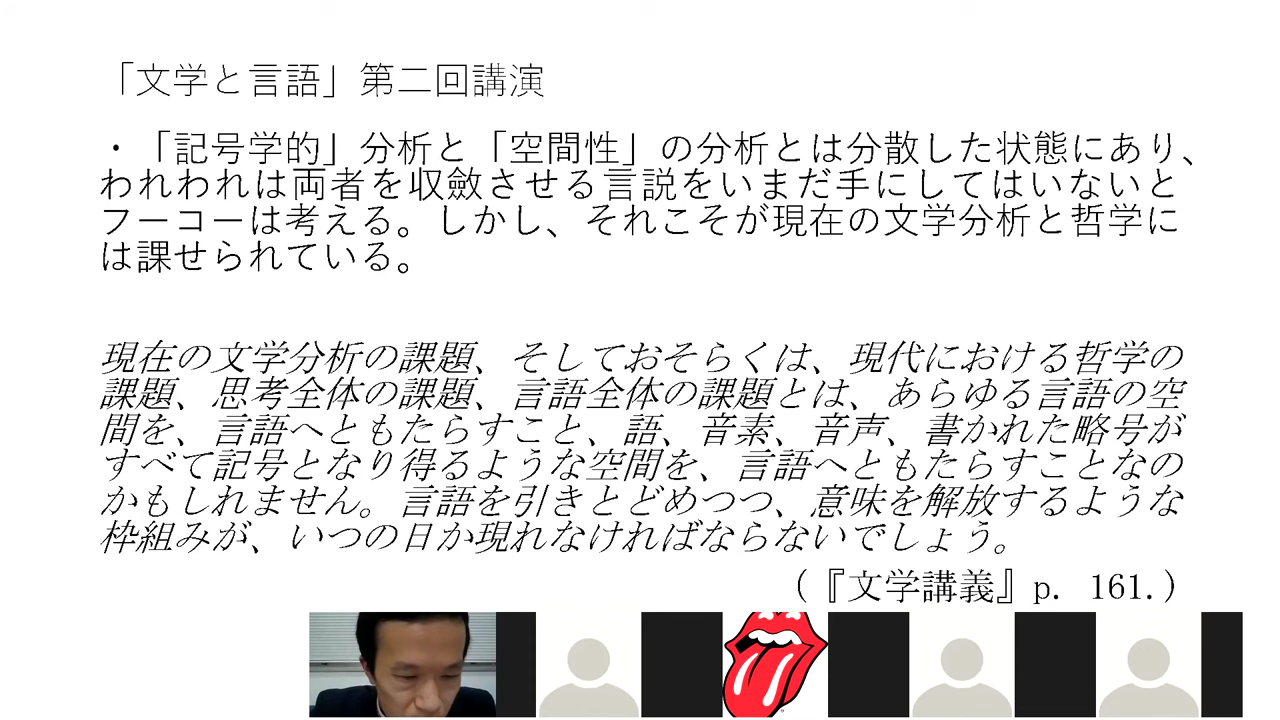 「文学と言語」第二回講演
・「記号学的」分析と「空間性」の分析とは分散した状態にあり、
われわれは両者を収斂させる言説をいまだ手にしてはいないと
フーコーは考える。しかし、それこそが現在の文学分析と哲学に
は課せられている。
現在の文学分析の課題、そしておそらくは、現代における哲学の
課題、思考全体の課題、言語全体の課題とは、あらゆる言語の空
間を、言語へともたらすこと、語、音素、音声、書かれた略号が
すべて記号となり得るような空間を、言語へともたらすことなの
かもしれません。言語を引きとどめつつ、意味を解放するような
枠組みが、いつの日か現れなければならないでしょう。
(『文学講義』p. 161.)